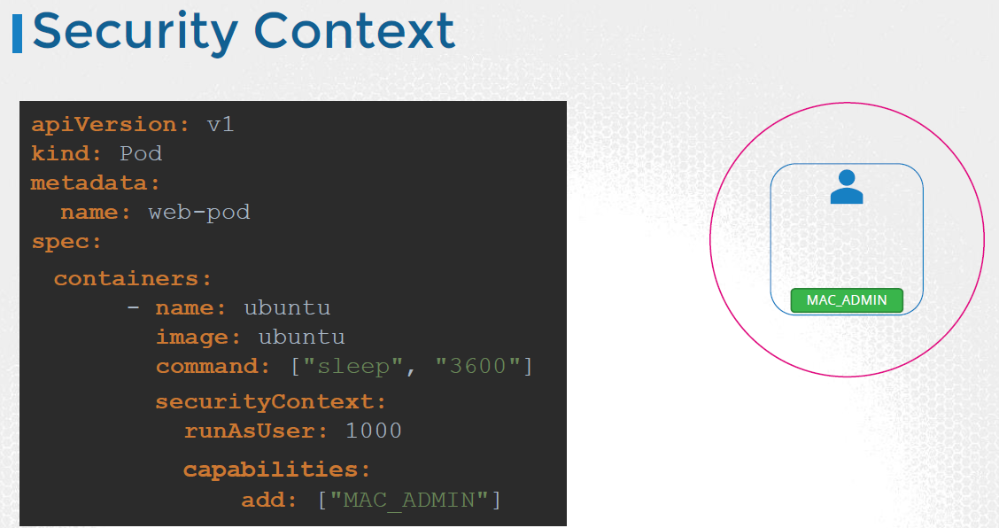 Security Context
apiVersion: v1
kind: Pod
metadata:
  name: web-pod
spec:
  containers:
      - name: ubuntu
        image: ubuntu
        command: ["sleep", "3600"]
        securityContext:
          runAsUser: 1000
          capabilities:
              add: ["MAC_ADMIN"]
MAC_ADMIN